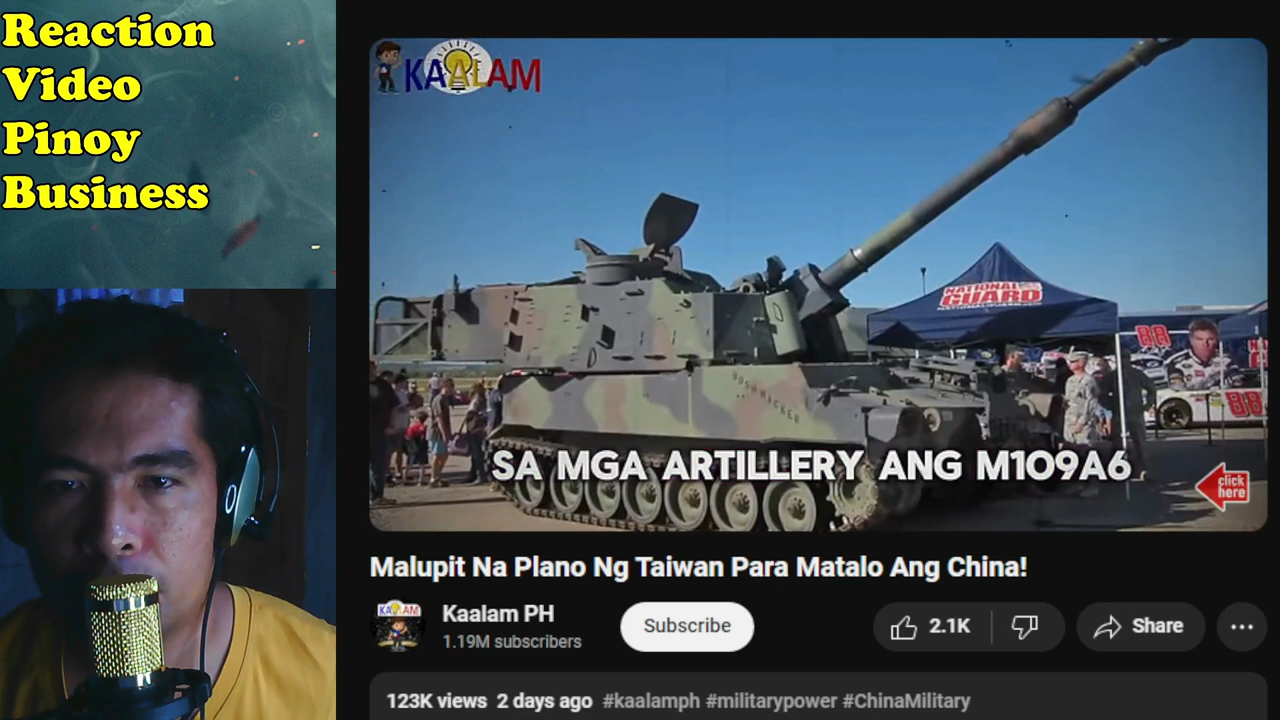 Reaction
Video
Pinoy
Business
KAALAM
NATIONAL
GUARD
88
88
BUSHWACKER
SA MGA ARTILLERY ANG M109A6
click
here
Malupit Na Plano Ng Taiwan Para Matalo Ang China!
KAALAM
Kaalam PH
1.19M subscribers
Subscribe
2.1K
Share
123K views 2 days ago #kaalamph #militarypower #ChinaMilitary